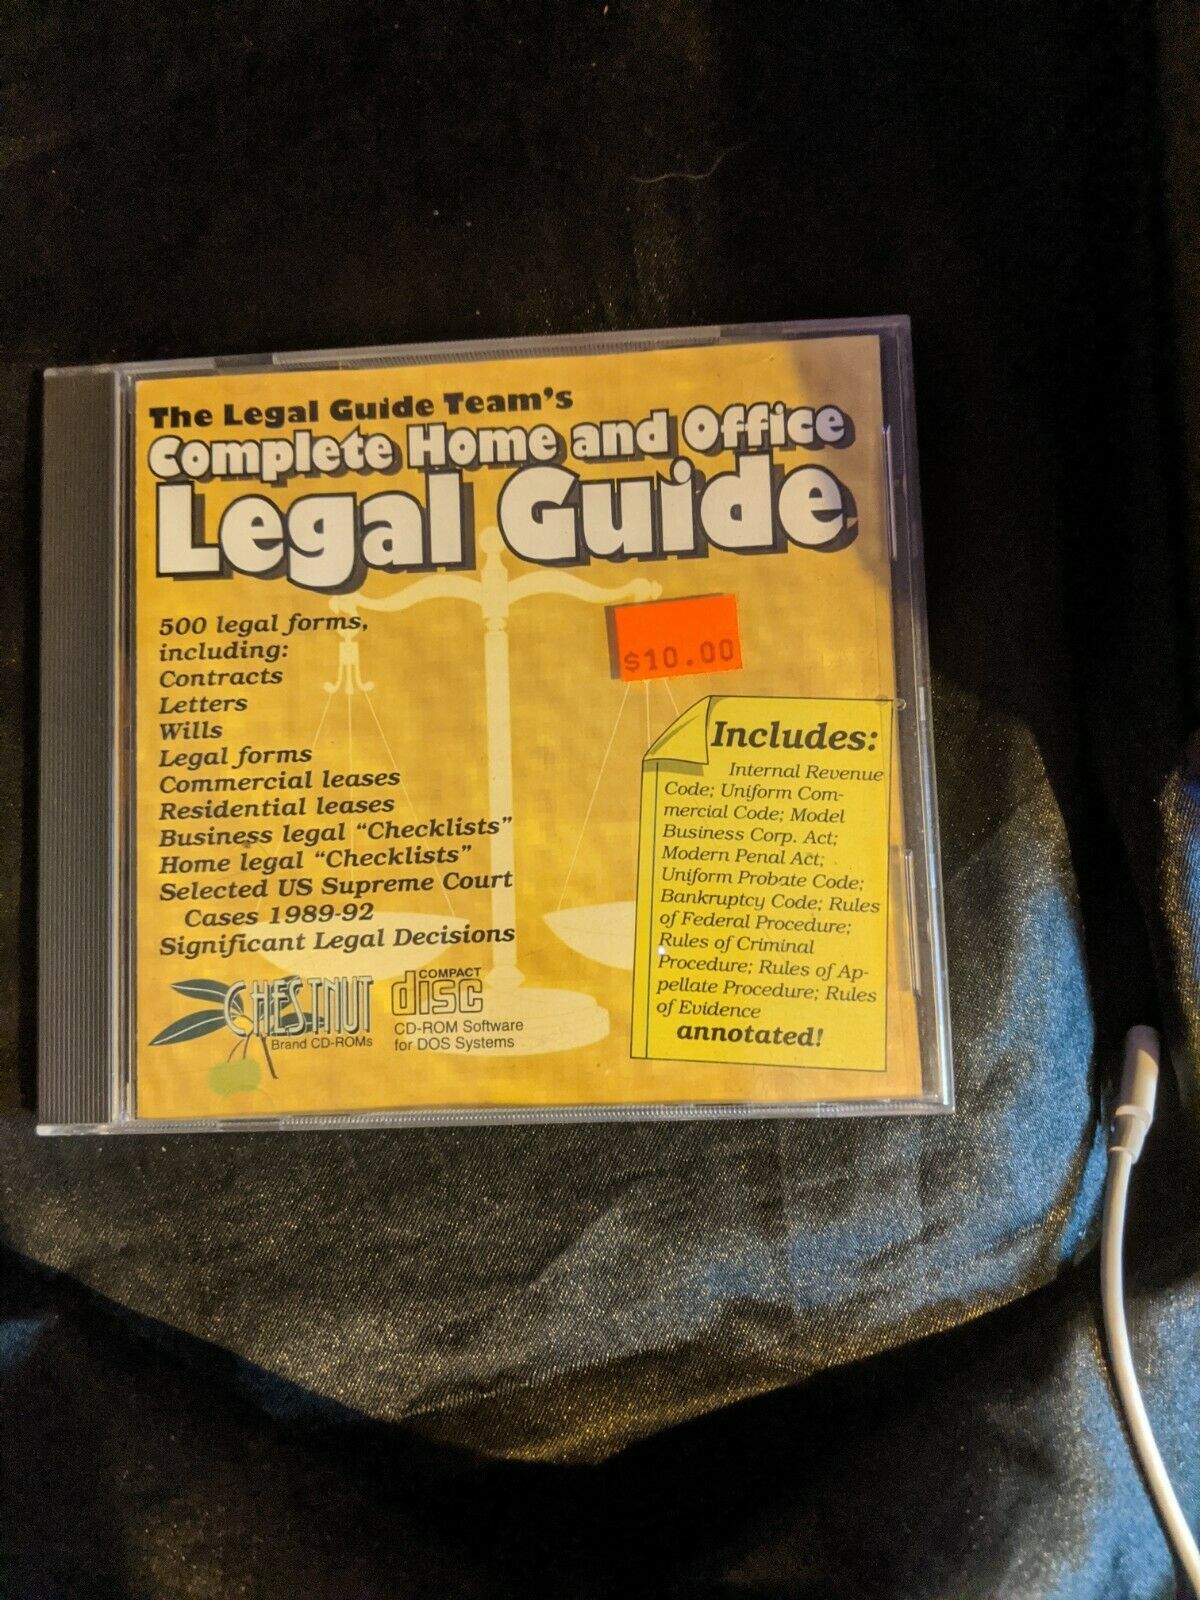 The Legal Guide Team's
Complete Home and Office
Legal Guide
500 legal forms,
including:
Contracts
Letters
Wills
Legal forms
Commercial leases
Residential leases
Business legal "Checklists"
Home legal "Checklists"
Selected US Supreme Court
Cases 1989-92
Significant Legal Decisions
$10.00
Includes:
Internal Revenue
Code; Uniform Com-
mercial Code; Model
Business Corp. Act;
Modern Penal Act;
Uniform Probate Code;
Bankruptcy Code; Rules
of Federal Procedure;
Rules of Criminal
Procedure; Rules of Ap-
pellate Procedure; Rules
of Evidence
annotated!
CHESTNUT
Brand CD-ROMs
COMPACT
disc
CD-ROM Software
for DOS Systems